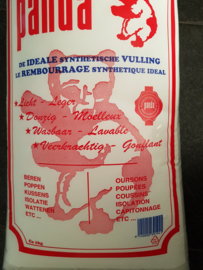 panda
DE IDEALE SYNTHETISCHE VULLING
LE REMBOURRAGE SYNTHETIQUE IDEAL
★ Licht - Leger
★ Donzig - Moelleux
★ Wasbaar - Lavable
★ Veerkrachtig - Gonflant
BEREN
POPPEN
KUSSENS
ISOLATIE
WATTEREN
ETC ...
OURSONS
POUPÉES
COUSSINS
ISOLATION
CAPITONNAGE
ETC ...